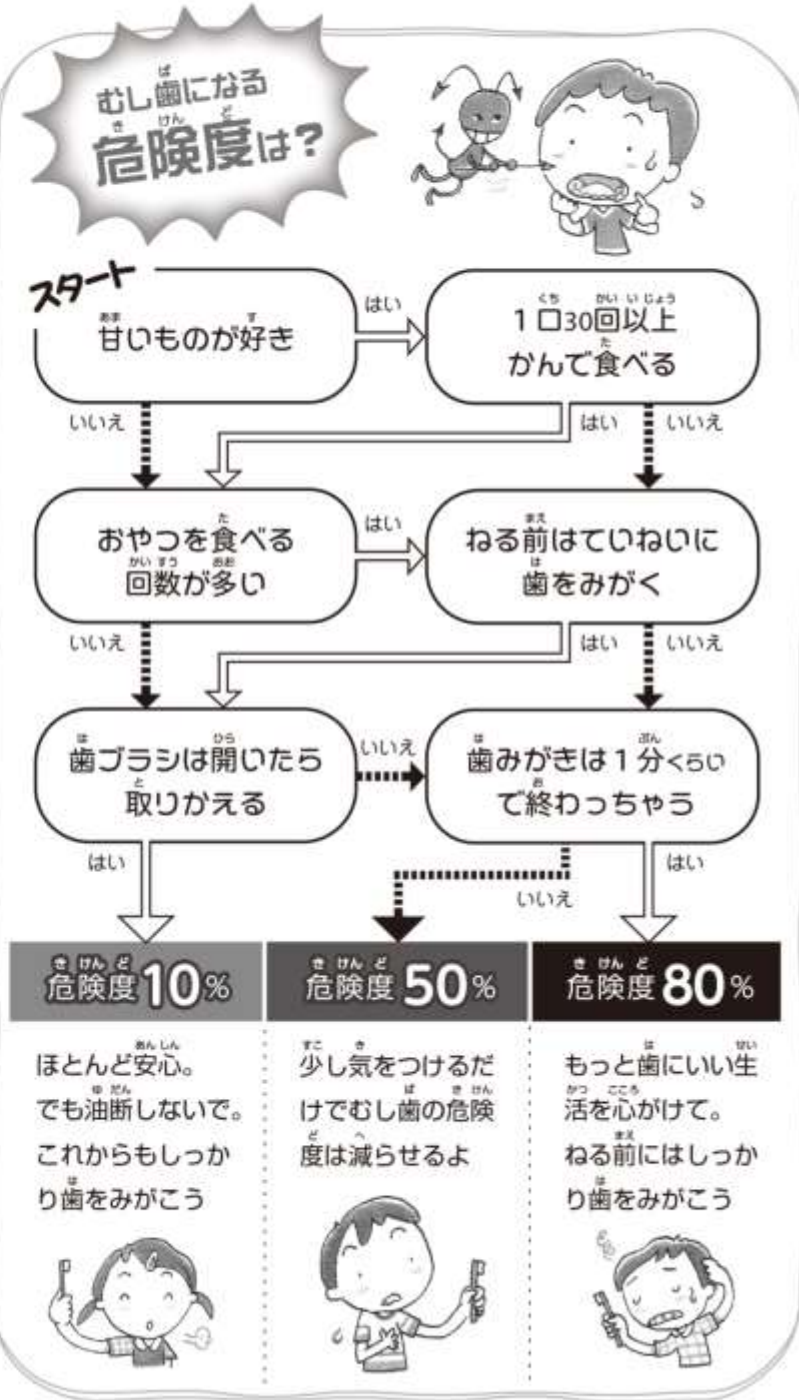 むし歯になる
危険度は?
スタート
甘いものが好き
はい
1口30回以上
かんで食べる
いいえ
はい
いいえ
おやつを食べる
回数が多い
はい
ねる前はていねいに
歯をみがく
いいえ
はい
いいえ
歯ブラシは開いたら
取りかえる
いいえ
歯みがきは1分くらい
で終わっちゃう
はい
いいえ
はい
危険度10%
危険度50%
危険度80%
ほとんど安心。
でも油断しないで。
これからもしっか
り歯をみがこう
少し気をつけるだ
けでむし歯の危険
度は減らせるよ
もっと歯にいい生
活を心がけて。
ねる前にはしっか
り歯をみがこう